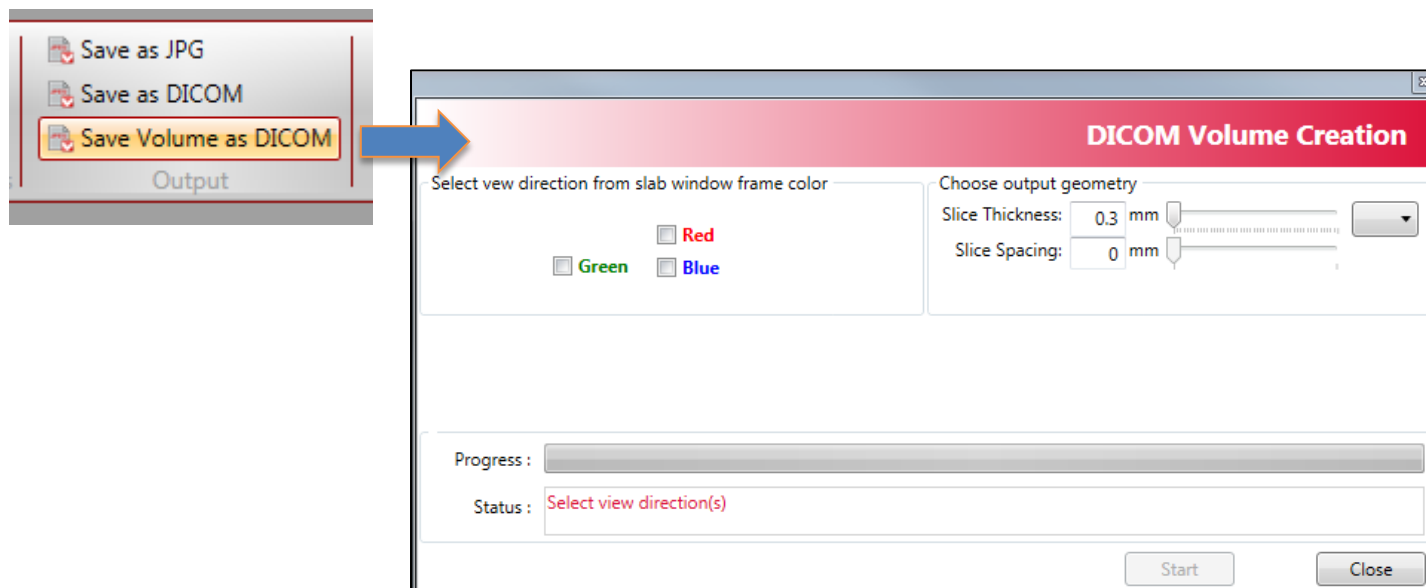 Save as JPG
Save as DICOM
Save Volume as DICOM
Output
DICOM Volume Creation
Select vew direction from slab window frame color
Red
Green
Blue
Choose output geometry
Slice Thickness: 0.3 mm
Slice Spacing: 0 mm
Progress :
Status : Select view direction(s)
Start
Close